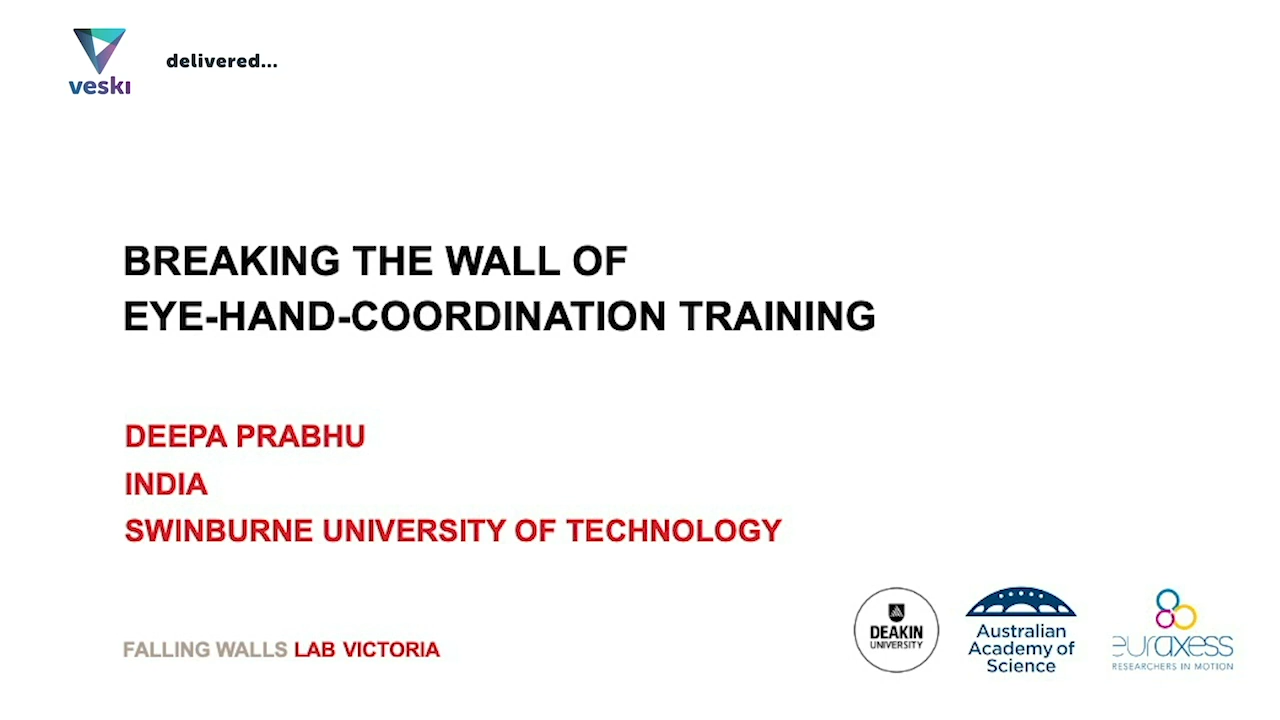 veski
delivered...
BREAKING THE WALL OF
EYE-HAND-COORDINATION TRAINING
DEEPA PRABHU
INDIA
SWINBURNE UNIVERSITY OF TECHNOLOGY
FALLING WALLS LAB VICTORIA
DEAKIN
UNIVERSITY
Australian
Academy of
Science
euraxess
RESEARCHERS IN MOTION